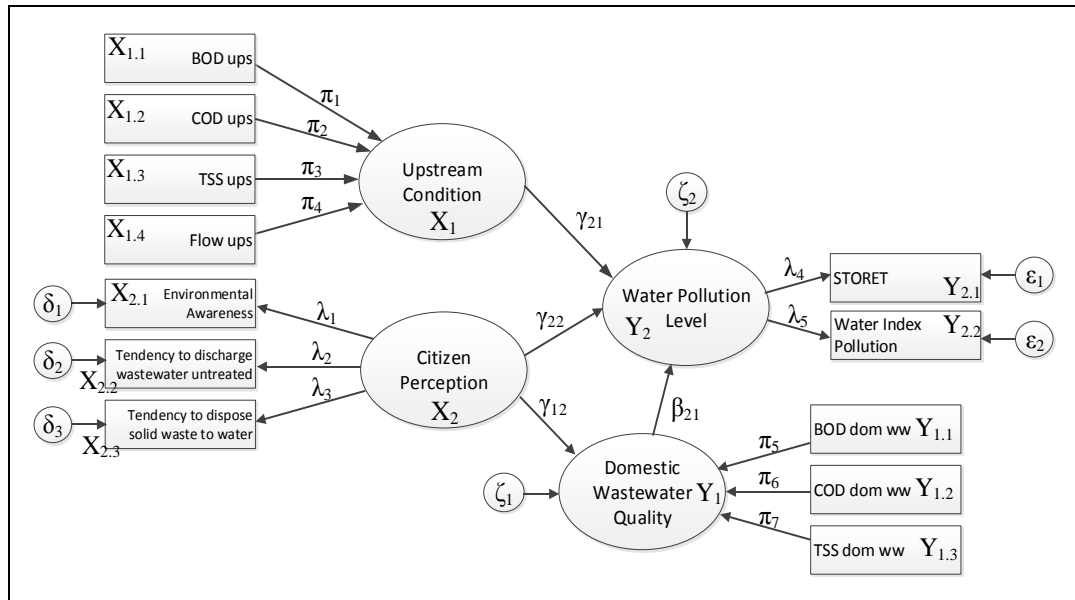 X1.1 BOD ups
X1.2 COD ups
X1.3 TSS ups
X1.4 Flow ups
π1
π2
π3
π4
Upstream
Condition
X1
γ21
ζ2
δ1
X2.1 Environmental
Awareness
δ2
Tendency to discharge
wastewater untreated
X2.2
δ3
Tendency to dispose
solid waste to water
X2.3
λ1
λ2
λ3
Citizen
Perception
X2
γ22
γ12
Water Pollution
Level
Y2
λ4
λ5
STORET Y2.1
ε1
Water Index
Pollution
Y2.2
ε2
β21
ζ1
Domestic
Wastewater
Quality
Y1
π5
π6
π7
BOD dom ww Y1.1
COD dom ww Y1.2
TSS dom ww Y1.3